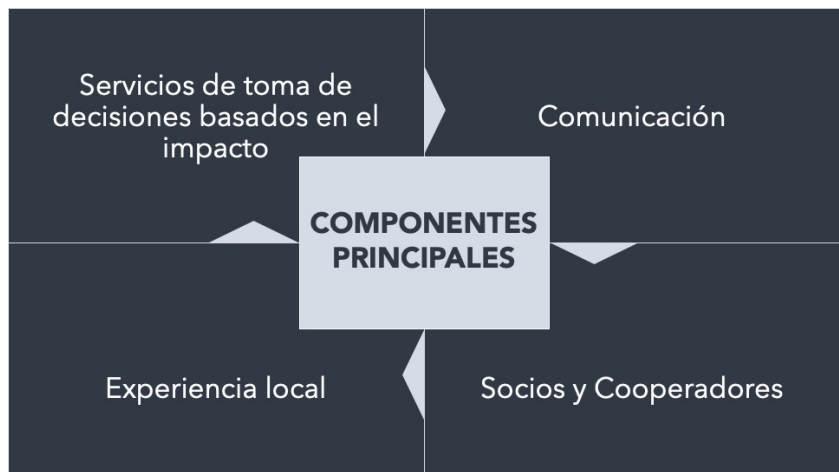 Servicios de toma de
decisiones basados en el
impacto
Comunicación
COMPONENTES
PRINCIPALES
Experiencia local
Socios y Cooperadores